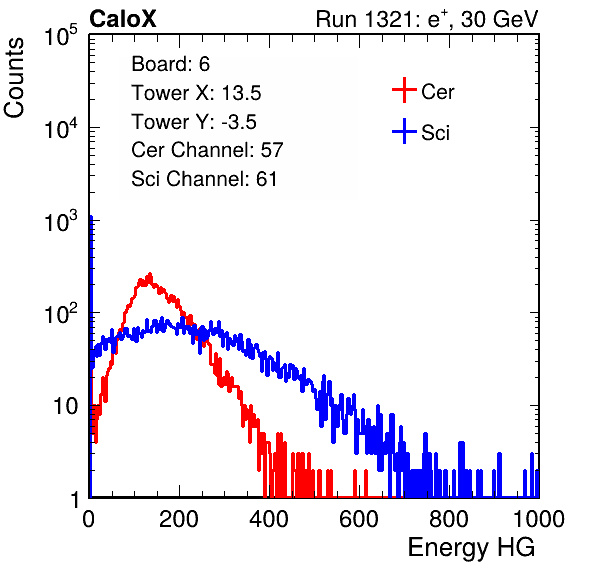 CaloX Run 1321: e⁺, 30 GeV
Counts
10⁵
10⁴
10³
10²
10
1
Board: 6
Tower X: 13.5
Tower Y: -3.5
Cer Channel: 57
Sci Channel: 61
Cer
Sci
0 200 400 600 800 1000
Energy HG